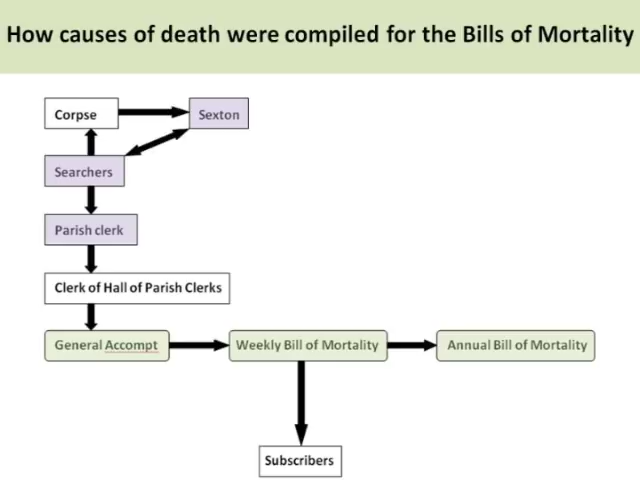 How causes of death were compiled for the Bills of Mortality
Corpse
Sexton
Searchers
Parish clerk
Clerk of Hall of Parish Clerks
General Accompt
Weekly Bill of Mortality
Annual Bill of Mortality
Subscribers